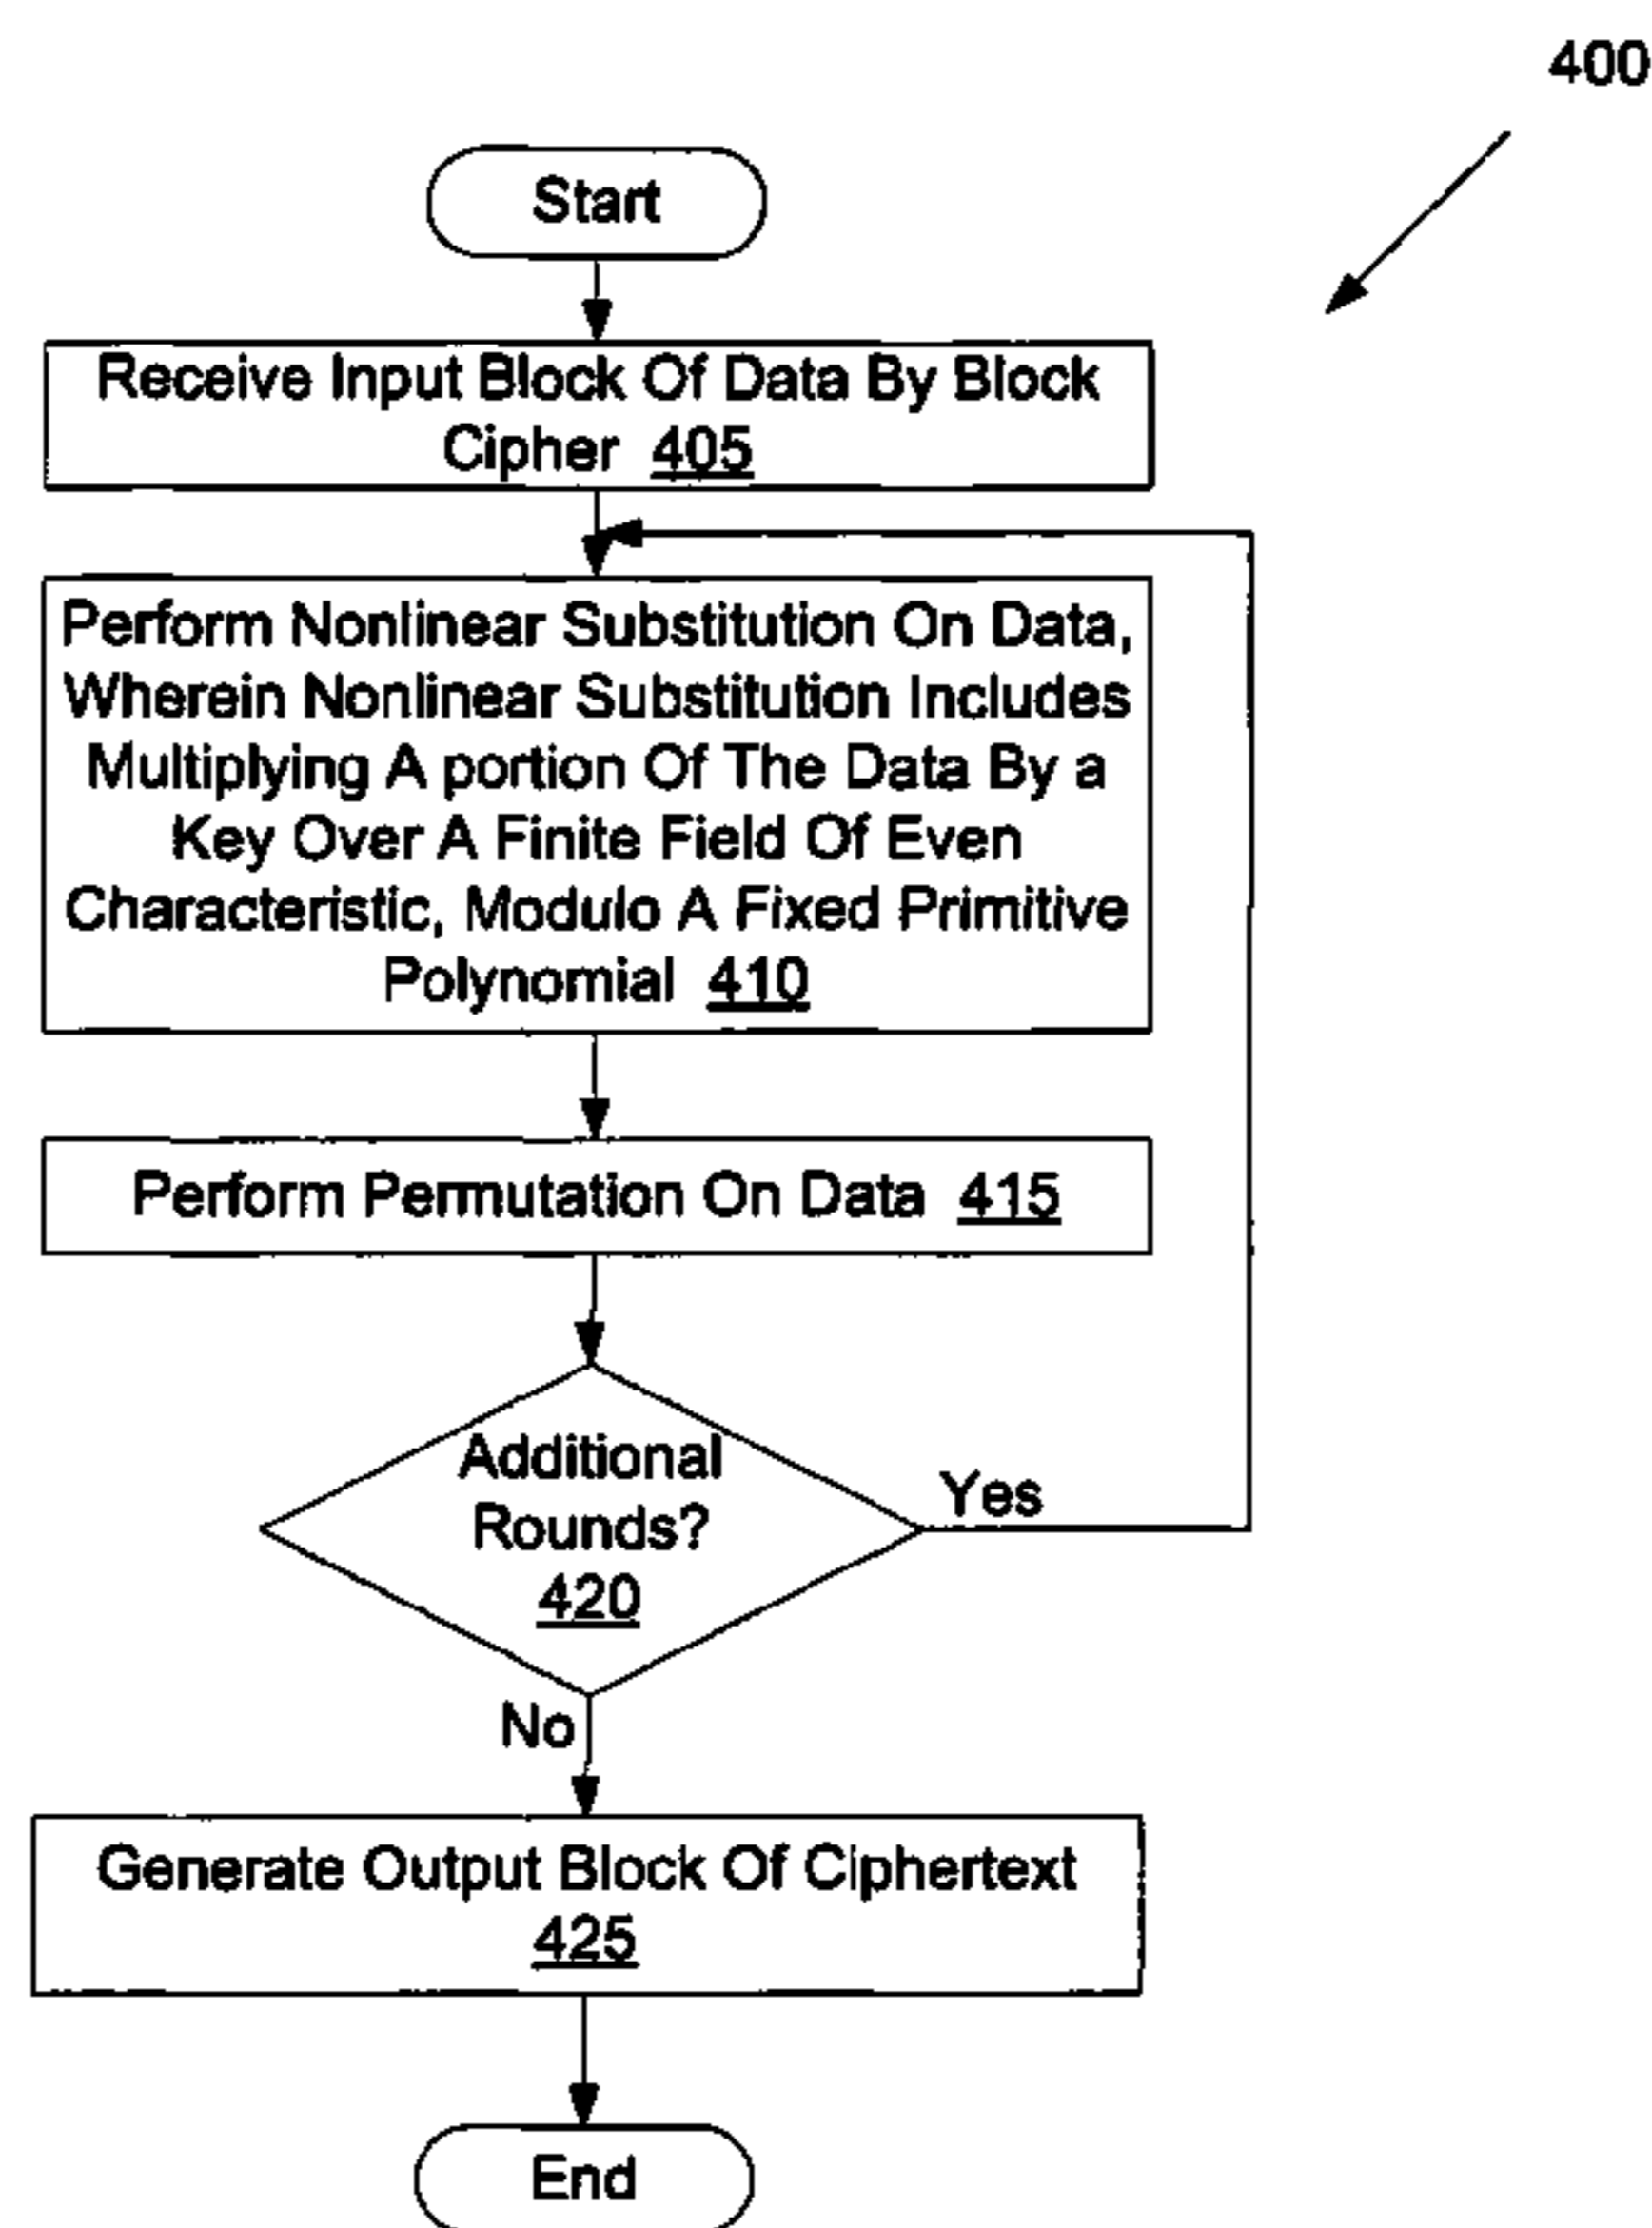 400
Start
Receive Input Block Of Data By Block
Cipher 405
Perform Nonlinear Substitution On Data,
Wherein Nonlinear Substitution Includes
Multiplying A portion Of The Data By a
Key Over A Finite Field Of Even
Characteristic, Modulo A Fixed Primitive
Polynomial 410
Perform Permutation On Data 415
Additional
Rounds?
420
Yes
No
Generate Output Block Of Ciphertext
425
End